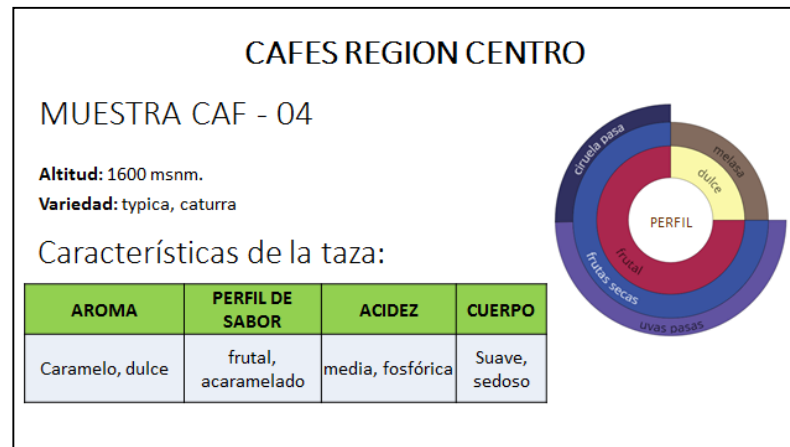 CAFES REGION CENTRO
MUESTRA CAF - 04
Altitud: 1600 msnm.
Variedad: typica, caturra
Características de la taza:
AROMA
PERFIL DE
SABOR
ACIDEZ
CUERPO
Caramelo, dulce
frutal,
acaramelado
media, fosfórica
Suave,
sedoso
ciruela pasa
melasa
dulce
PERFIL
frutal
frutas secas
uvas pasas